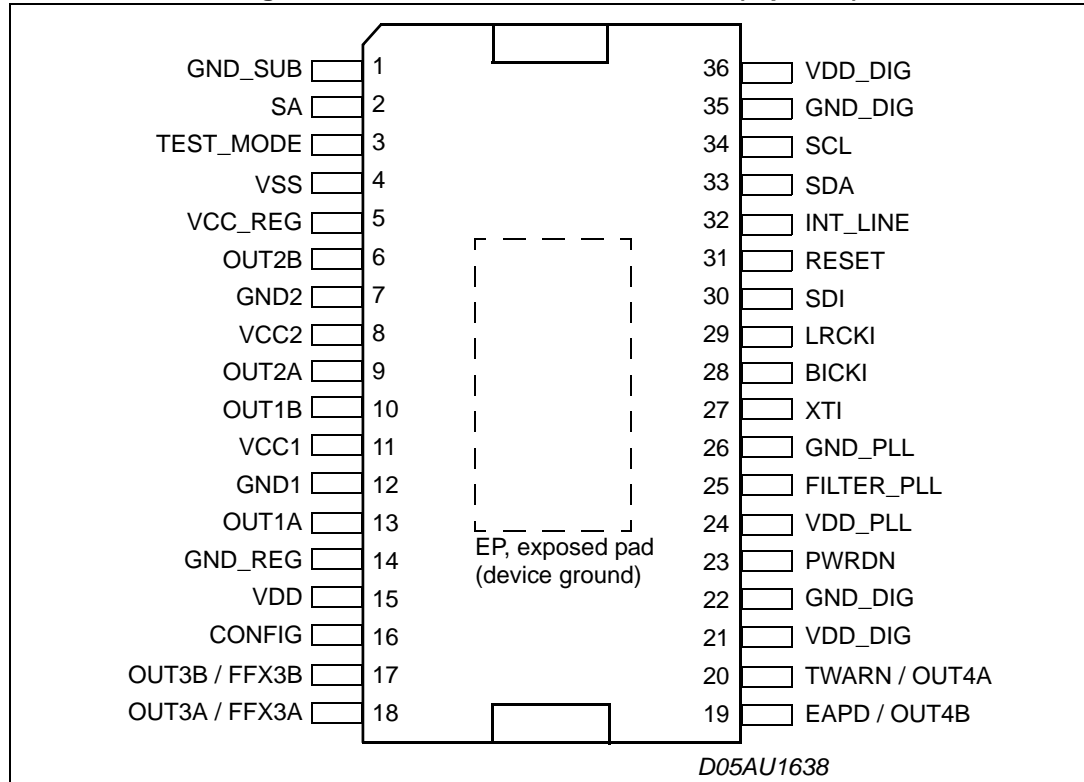 GND_SUB 1
SA 2
TEST_MODE 3
VSS 4
VCC_REG 5
OUT2B 6
GND2 7
VCC2 8
OUT2A 9
OUT1B 10
VCC1 11
GND1 12
OUT1A 13
GND_REG 14
VDD 15
CONFIG 16
OUT3B / FFX3B 17
OUT3A / FFX3A 18
EP, exposed pad
(device ground)
36 VDD_DIG
35 GND_DIG
34 SCL
33 SDA
32 INT_LINE
31 RESET
30 SDI
29 LRCKI
28 BICKI
27 XTI
26 GND_PLL
25 FILTER_PLL
24 VDD_PLL
23 PWRDN
22 GND_DIG
21 VDD_DIG
20 TWARN / OUT4A
19 EAPD / OUT4B
D05AU1638